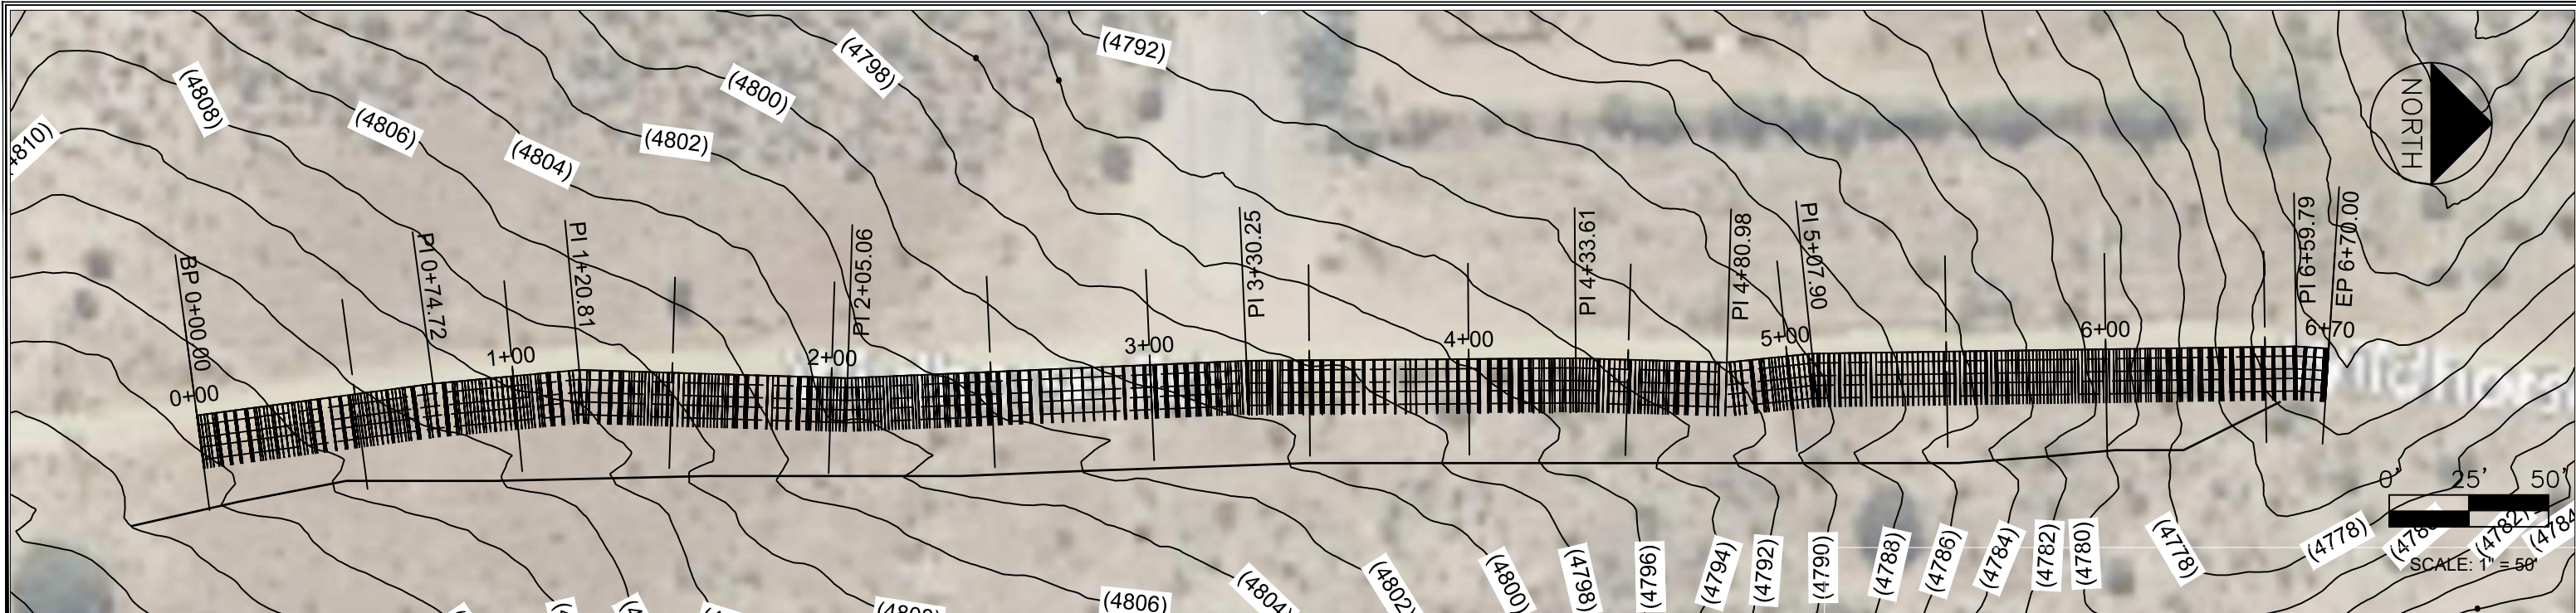 (4792)
(4798)
(4800)
(4808)
(4806)
(4802)
(4804)
4810)
NORTH
BP 0+00.00
PI 0+74.72
PI 1+20.81
PI 2+05.06
PI 3+30.25
PI 4+33.61
PI 4+80.98
PI 5+07.90
PI 6+59.79
EP 6+70.00
0+00
1+00
2+00
3+00
4+00
5+00
6+00
6+70
0' 25' 50'
SCALE: 1" = 50'
(4806)
(4804)
(4802)
(4800)
(4798)
(4796)
(4794)
(4792)
(4790)
(4788)
(4786)
(4784)
(4782)
(4780)
(4778)
(4778)
(4782)
(4784